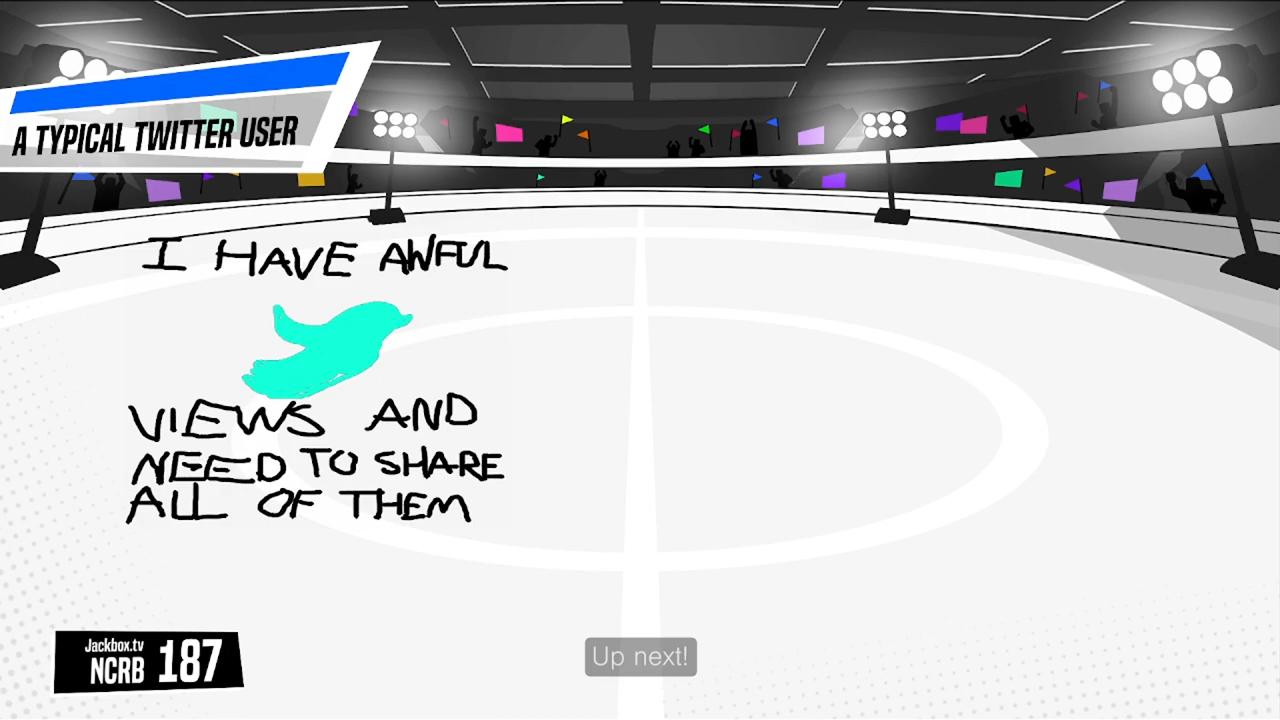 A TYPICAL TWITTER USER
I HAVE AWFUL
VIEWS AND
NEED TO SHARE
ALL OF THEM
Jackbox.tv
NCRB 187
Up next!